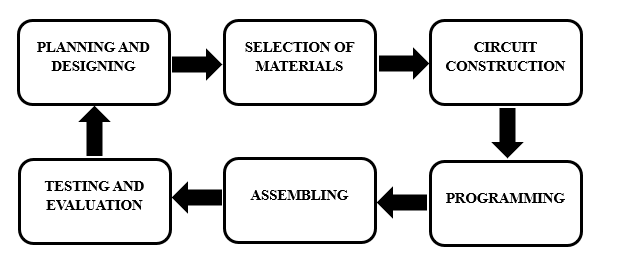 PLANNING AND
DESIGNING
SELECTION OF
MATERIALS
CIRCUIT
CONSTRUCTION
TESTING AND
EVALUATION
ASSEMBLING
PROGRAMMING